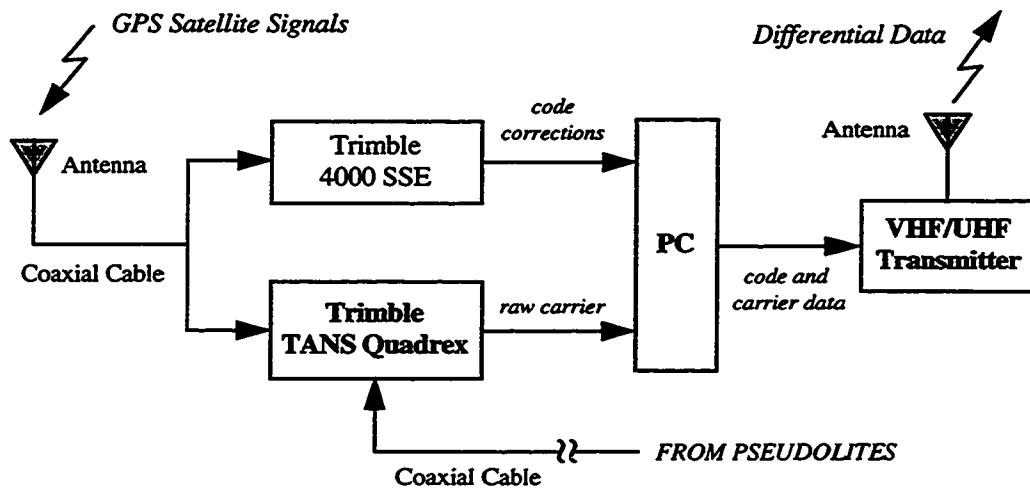 GPS Satellite Signals
Differential Data
code
corrections
Antenna
Trimble
4000 SSE
Antenna
PC
VHF/UHF
Transmitter
Coaxial Cable
Trimble
TANS Quadrex
raw carrier
code and
carrier data
FROM PSEUDOLITES
Coaxial Cable